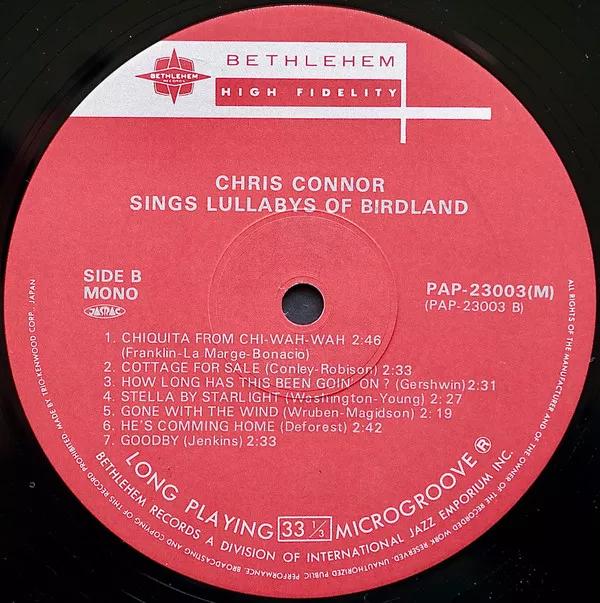 BETHLEHEM
RECORDS
BETHLEHEM
HIGH FIDELITY
CHRIS CONNOR
SINGS LULLABYS OF BIRDLAND
SIDE B
MONO
JASRAC
PAP-23003(M)
(PAP-23003 B)
1. CHIQUITA FROM CHI-WAH-WAH 2:46
(Franklin-La Marge-Bonacio)
2. COTTAGE FOR SALE (Conley-Robison) 2:33
3. HOW LONG HAS THIS BEEN GOIN' ON ? (Gershwin) 2:31
4. STELLA BY STARLIGHT (Washington-Young) 2:27
5. GONE WITH THE WIND (Wruben-Magidson) 2:19
6. HE'S COMMING HOME (Deforest) 2:42
7. GOODBY (Jenkins) 2:33
LONG PLAYING 33 1/3 MICROGROOVE ®
BETHLEHEM RECORDS A DIVISION OF INTERNATIONAL JAZZ EMPORIUM INC.
ALL RIGHTS OF THE MANUFACTURER AND OF THE OWNER OF THE RECORDED WORK RESERVED. UNAUTHORIZED PUBLIC PERFORMANCE, BROADCASTING AND COPYING OF THIS RECORD PROHIBITED MADE BY TRIO-KENWOOD CORP., JAPAN